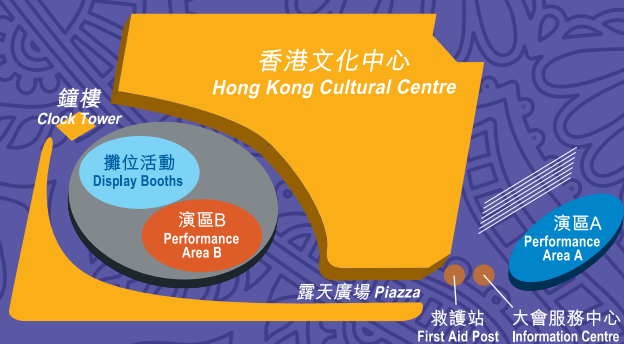 香港文化中心
Hong Kong Cultural Centre
鐘樓
Clock Tower
攤位活動
Display Booths
演區B
Performance
Area B
演區A
Performance
Area A
露天廣場 Piazza
救護站
First Aid Post
大會服務中心
Information Centre